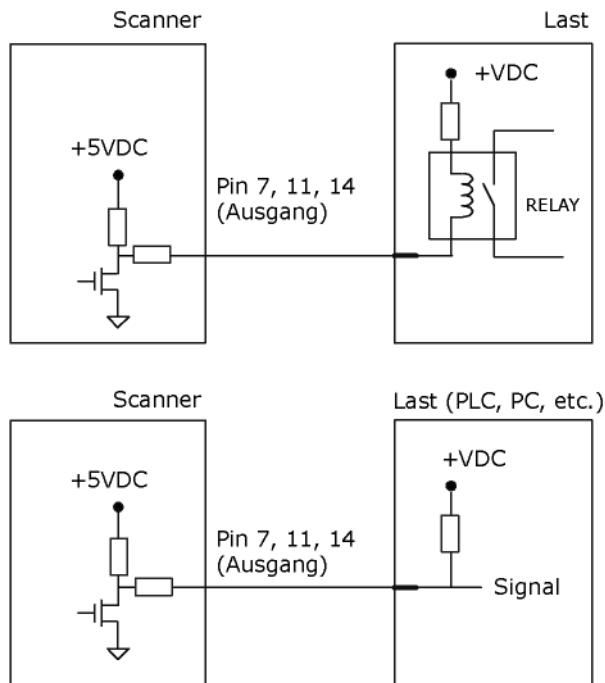 Scanner
Last
+VDC
+5VDC
Pin 7, 11, 14
(Ausgang)
RELAY
Scanner
Last (PLC, PC, etc.)
+VDC
+5VDC
Pin 7, 11, 14
(Ausgang)
Signal